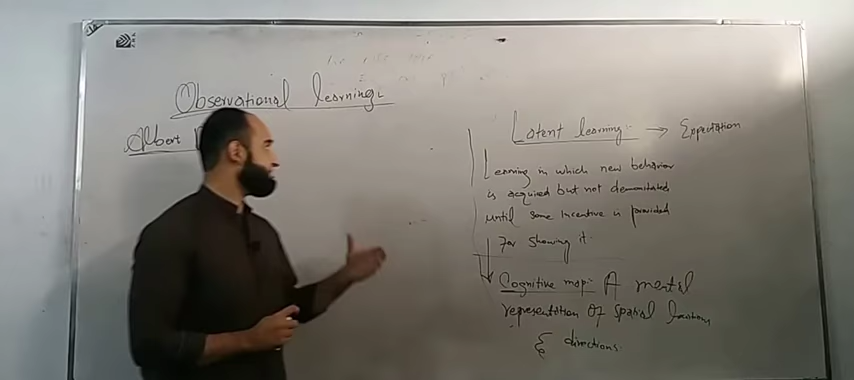 Observational learning:
Albert
Latent learning:- → Expectation
Learning in which new behavior
is acquired but not demonstrated
until some incentive is provided
For showing it.
Cognitive map:- A mental
representation of spatial locations
& directions.